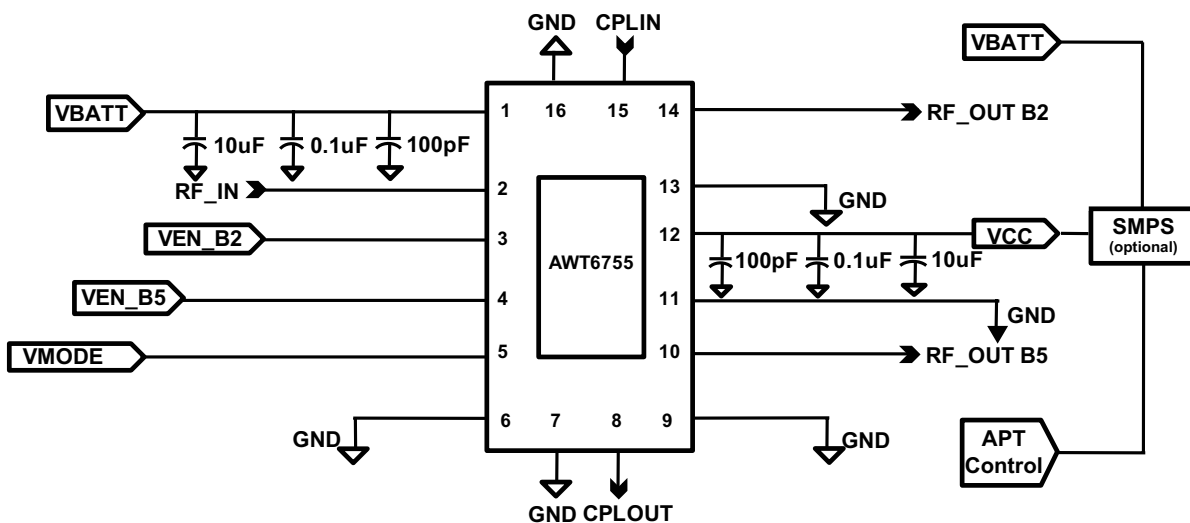 GND CPLIN
VBATT
VBATT
1 16 15 14
RF_OUT B2
10uF 0.1uF 100pF
RF_IN
2
13
GND
VEN_B2
3
12
VCC
SMPS
(optional)
AWT6755
100pF 0.1uF 10uF
VEN_B5
4
11
GND
VMODE
5
10
RF_OUT B5
6 7 8 9
GND
GND
APT
Control
GND CPLOUT